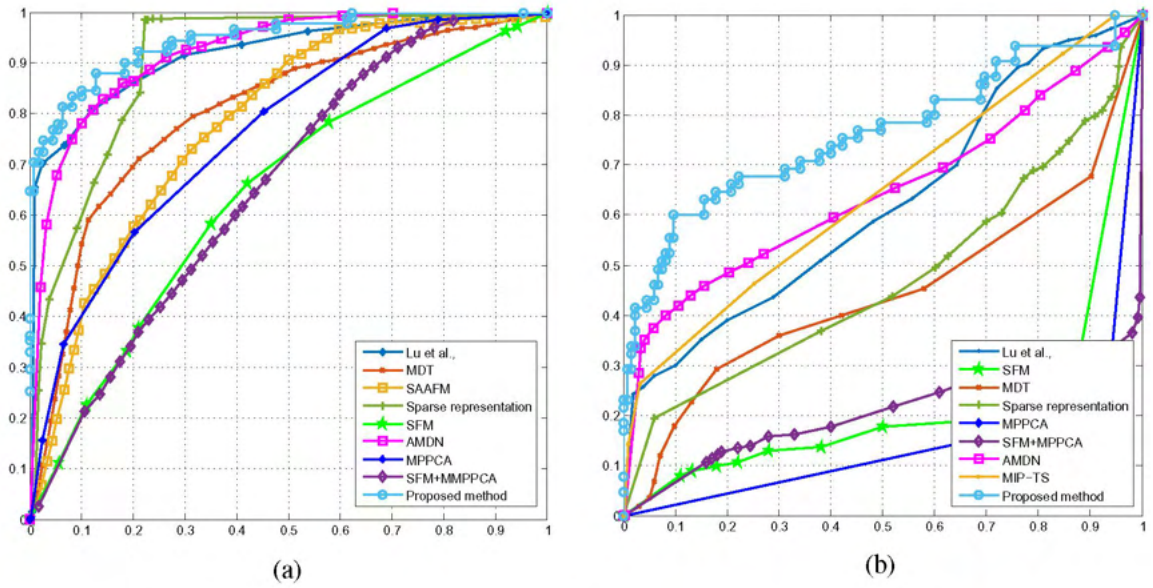 1
0.9
0.8
0.7
0.6
0.5
0.4
0.3
0.2
0.1
0
0 0.1 0.2 0.3 0.4 0.5 0.6 0.7 0.8 0.9 1
Lu et al.,
MDT
SAAFM
Sparse representation
SFM
AMDN
MPPCA
SFM+MMPPCA
Proposed method
(a)
1
0.9
0.8
0.7
0.6
0.5
0.4
0.3
0.2
0.1
0
0 0.1 0.2 0.3 0.4 0.5 0.6 0.7 0.8 0.9 1
Lu et al.,
SFM
MDT
Sparse representation
MPPCA
SFM+MPPCA
AMDN
MIP-TS
Proposed method
(b)